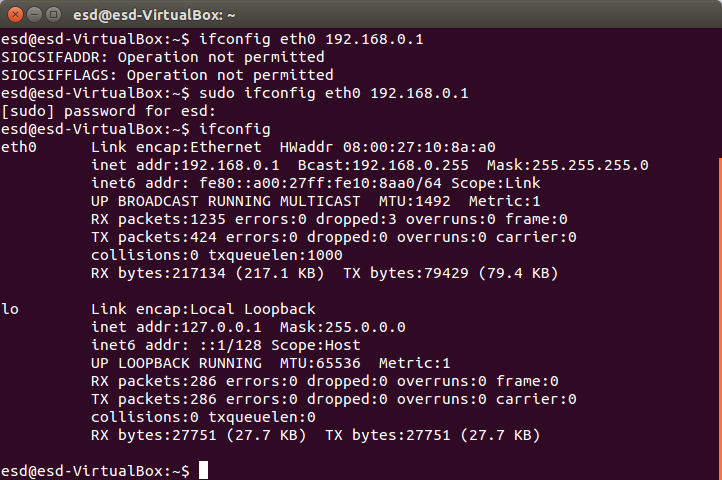 esd@esd-VirtualBox: ~
esd@esd-VirtualBox:~$ ifconfig eth0 192.168.0.1
SIOCSIFADDR: Operation not permitted
SIOCSIFFLAGS: Operation not permitted
esd@esd-VirtualBox:~$ sudo ifconfig eth0 192.168.0.1
[sudo] password for esd:
esd@esd-VirtualBox:~$ ifconfig
eth0      Link encap:Ethernet  HWaddr 08:00:27:10:8a:a0
          inet addr:192.168.0.1  Bcast:192.168.0.255  Mask:255.255.255.0
          inet6 addr: fe80::a00:27ff:fe10:8aa0/64 Scope:Link
          UP BROADCAST RUNNING MULTICAST  MTU:1492  Metric:1
          RX packets:1235 errors:0 dropped:3 overruns:0 frame:0
          TX packets:424 errors:0 dropped:0 overruns:0 carrier:0
          collisions:0 txqueuelen:1000
          RX bytes:217134 (217.1 KB)  TX bytes:79429 (79.4 KB)

lo        Link encap:Local Loopback
          inet addr:127.0.0.1  Mask:255.0.0.0
          inet6 addr: ::1/128 Scope:Host
          UP LOOPBACK RUNNING  MTU:65536  Metric:1
          RX packets:286 errors:0 dropped:0 overruns:0 frame:0
          TX packets:286 errors:0 dropped:0 overruns:0 carrier:0
          collisions:0 txqueuelen:0
          RX bytes:27751 (27.7 KB)  TX bytes:27751 (27.7 KB)

esd@esd-VirtualBox:~$